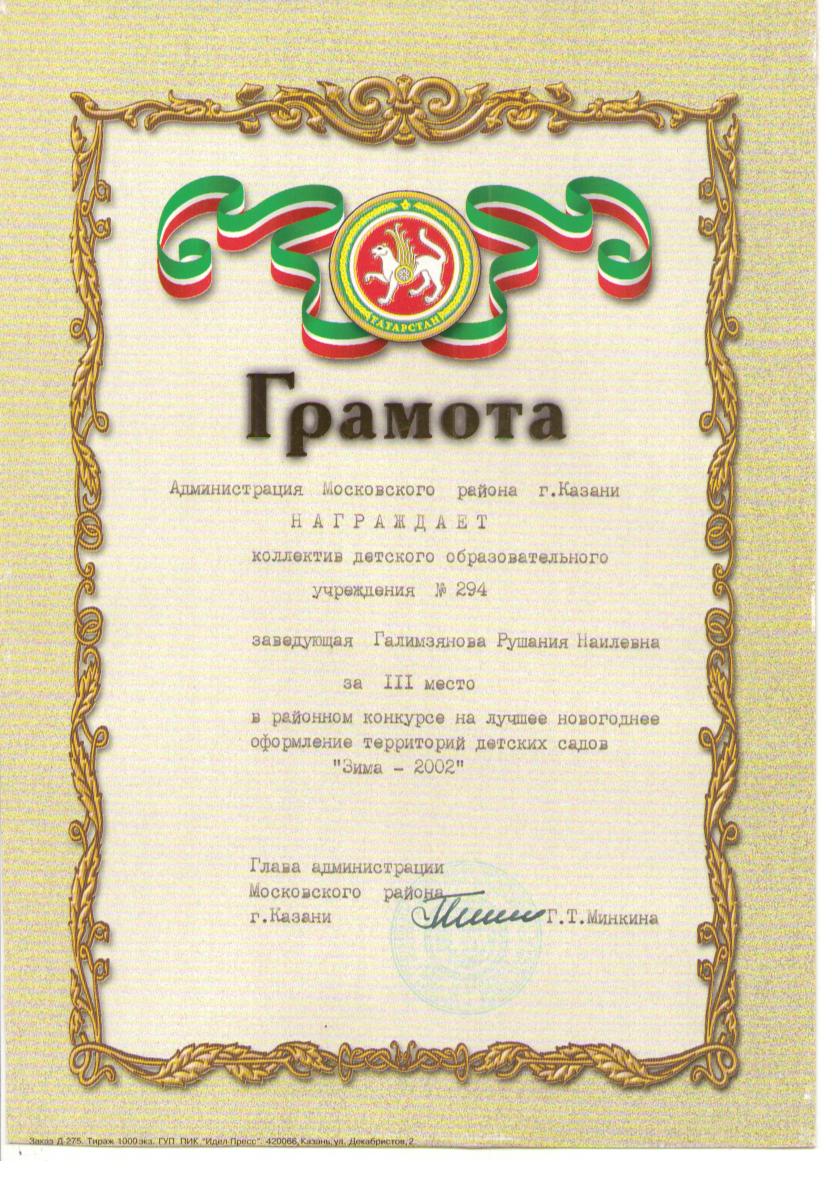 ТАТАРСТАН
Грамота
Администрация Московского района г.Казани
НАГРАЖДАЕТ
коллектив детского образовательного
учреждения № 294
заведующая Галимзянова Рушания Наилевна
за III место
в районном конкурсе на лучшее новогоднее
оформление территорий детских садов
"Зима - 2002"
Глава администрации
Московского района
г.Казани Г.Т.Минкина
Заказ Д-275. Тираж 1000 экз. ГУП ПИК "Идел-Пресс". 420066, Казань, ул. Декабристов, 2.